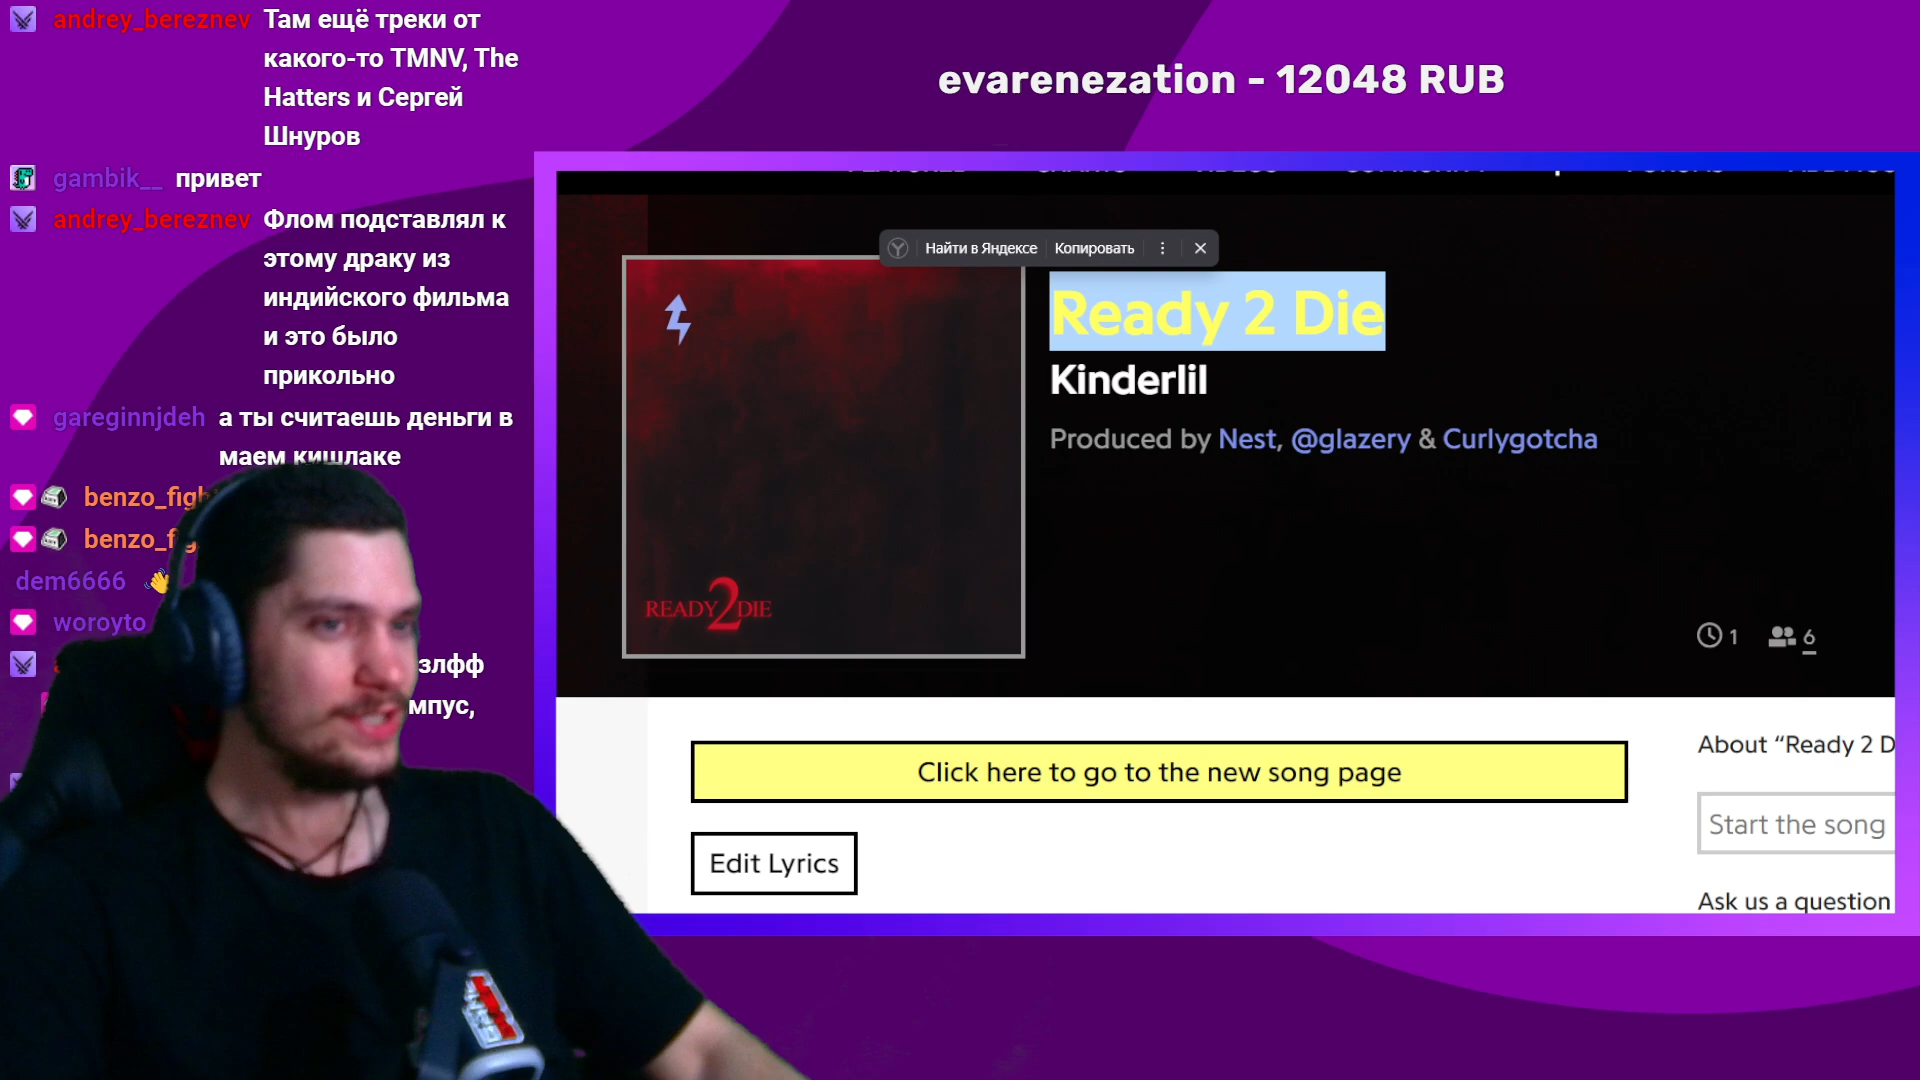 andrey_bereznev Там ещё треки от
какого-то TMNV, The
Hatters и Сергей
Шнуров
gambik__ привет
andrey_bereznev Флом подставлял к
этому драку из
индийского фильма
и это было
прикольно
gareginnjdeh а ты считаешь деньги в
маем кишлаке
dem6666 👋
woroyto
злфф
мпус,
evarenezation - 12048 RUB
Найти в Яндексе Копировать
Ready 2 Die
Kinderlil
Produced by Nest, @glazery & Curlygotcha
READY 2 DIE
1 6
Click here to go to the new song page
Edit Lyrics
About “Ready 2 D
Start the song
Ask us a question